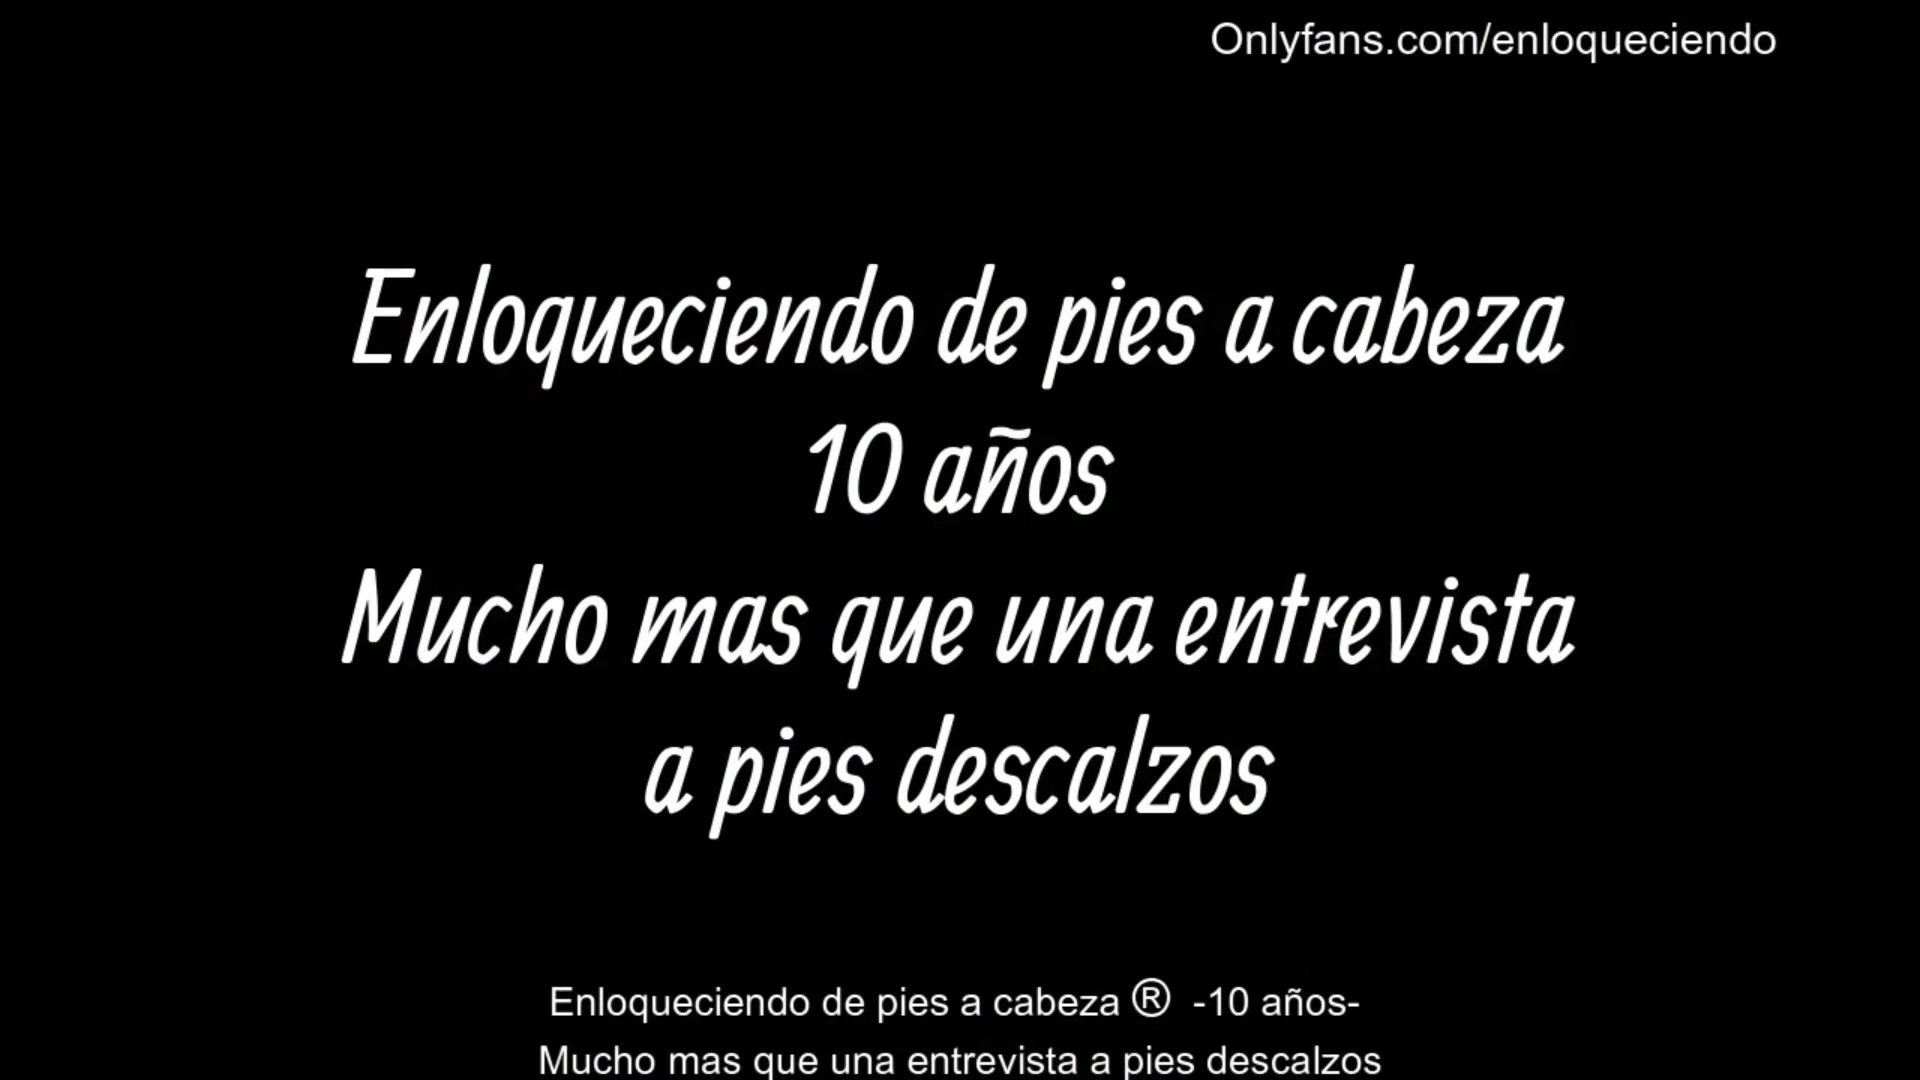 Onlyfans.com/enloqueciendo
Enloqueciendo de pies a cabeza
10 años
Mucho mas que una entrevista
a pies descalzos
Enloqueciendo de pies a cabeza ® -10 años-
Mucho mas que una entrevista a pies descalzos